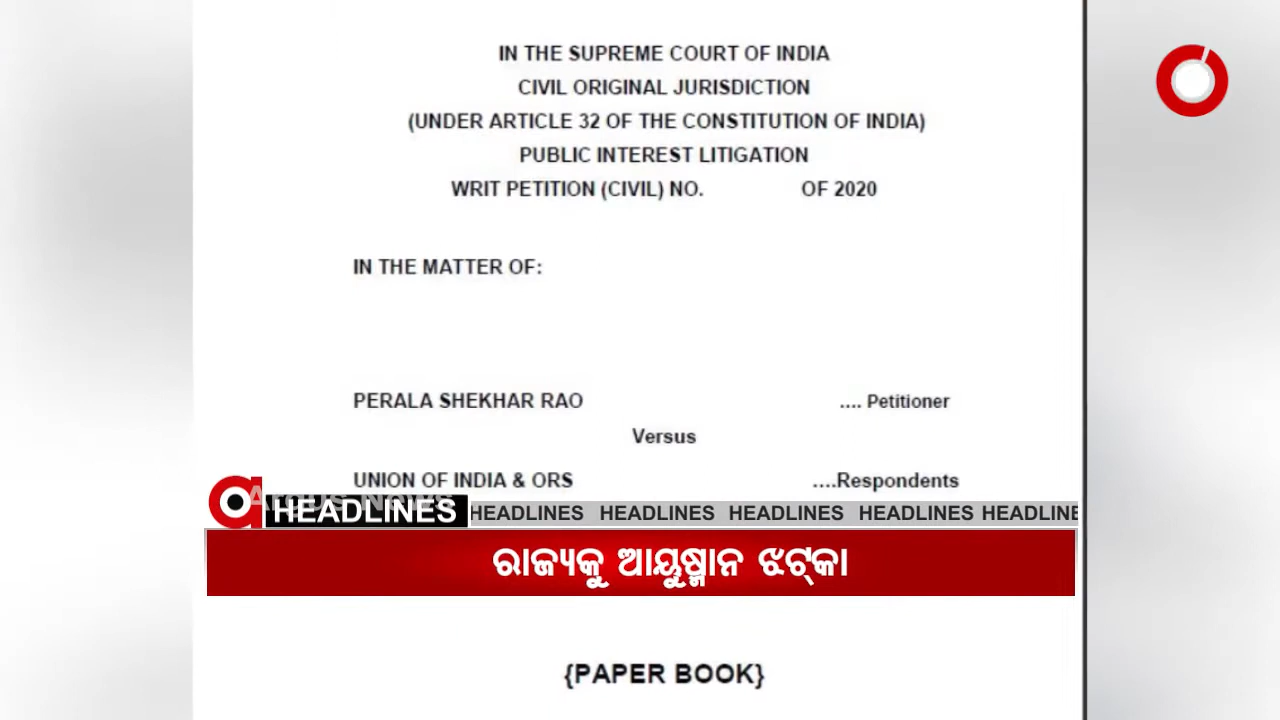 IN THE SUPREME COURT OF INDIA
CIVIL ORIGINAL JURISDICTION
(UNDER ARTICLE 32 OF THE CONSTITUTION OF INDIA)
PUBLIC INTEREST LITIGATION
WRIT PETITION (CIVIL) NO. OF 2020
IN THE MATTER OF:
PERALA SHEKHAR RAO .... Petitioner
Versus
UNION OF INDIA & ORS ....Respondents
Argus News
HEADLINES HEADLINES HEADLINES HEADLINES HEADLINES HEADLINE
ରାଜ୍ୟକୁ ଆୟୁଷ୍ମାନ ଝଟ୍‌କା
{PAPER BOOK}